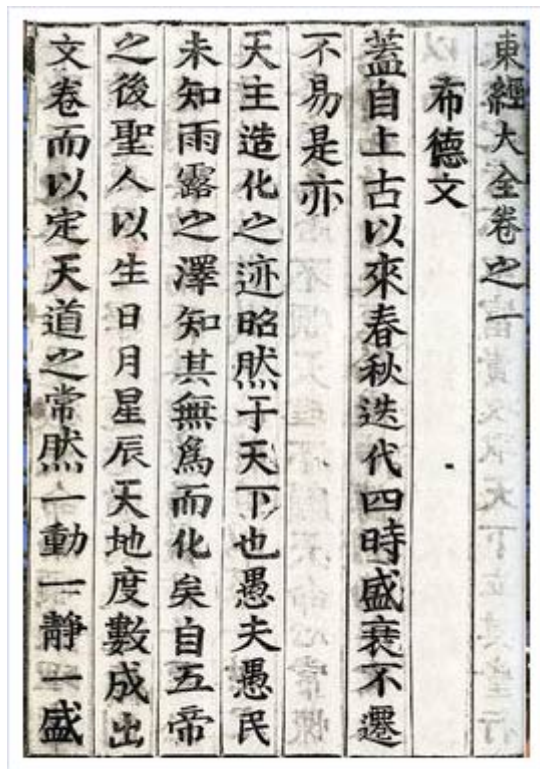 東經大全卷之一
布德文
蓋自上古以來春秋迭代四時盛衰不遷
不易是亦
天主造化之迹昭然于天下也愚夫愚民
未知雨露之澤知其無爲而化矣自五帝
之後聖人以生日月星辰天地度數成出
文卷而以定天道之常然一動一靜一盛